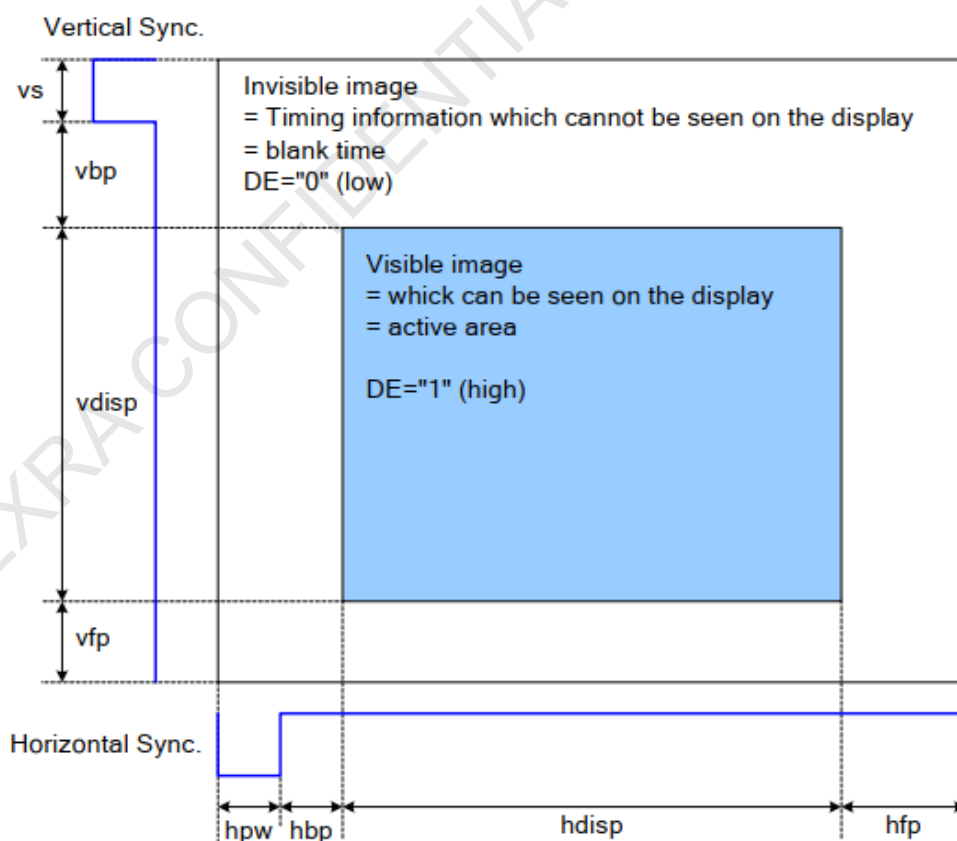 Vertical Sync.
vs
Invisible image
= Timing information which cannot be seen on the display
= blank time
DE="0" (low)
vbp
Visible image
= whick can be seen on the display
= active area
DE="1" (high)
vdisp
vfp
Horizontal Sync.
hpw hbp hdisp hfp
EXRA CONFIDENTIA